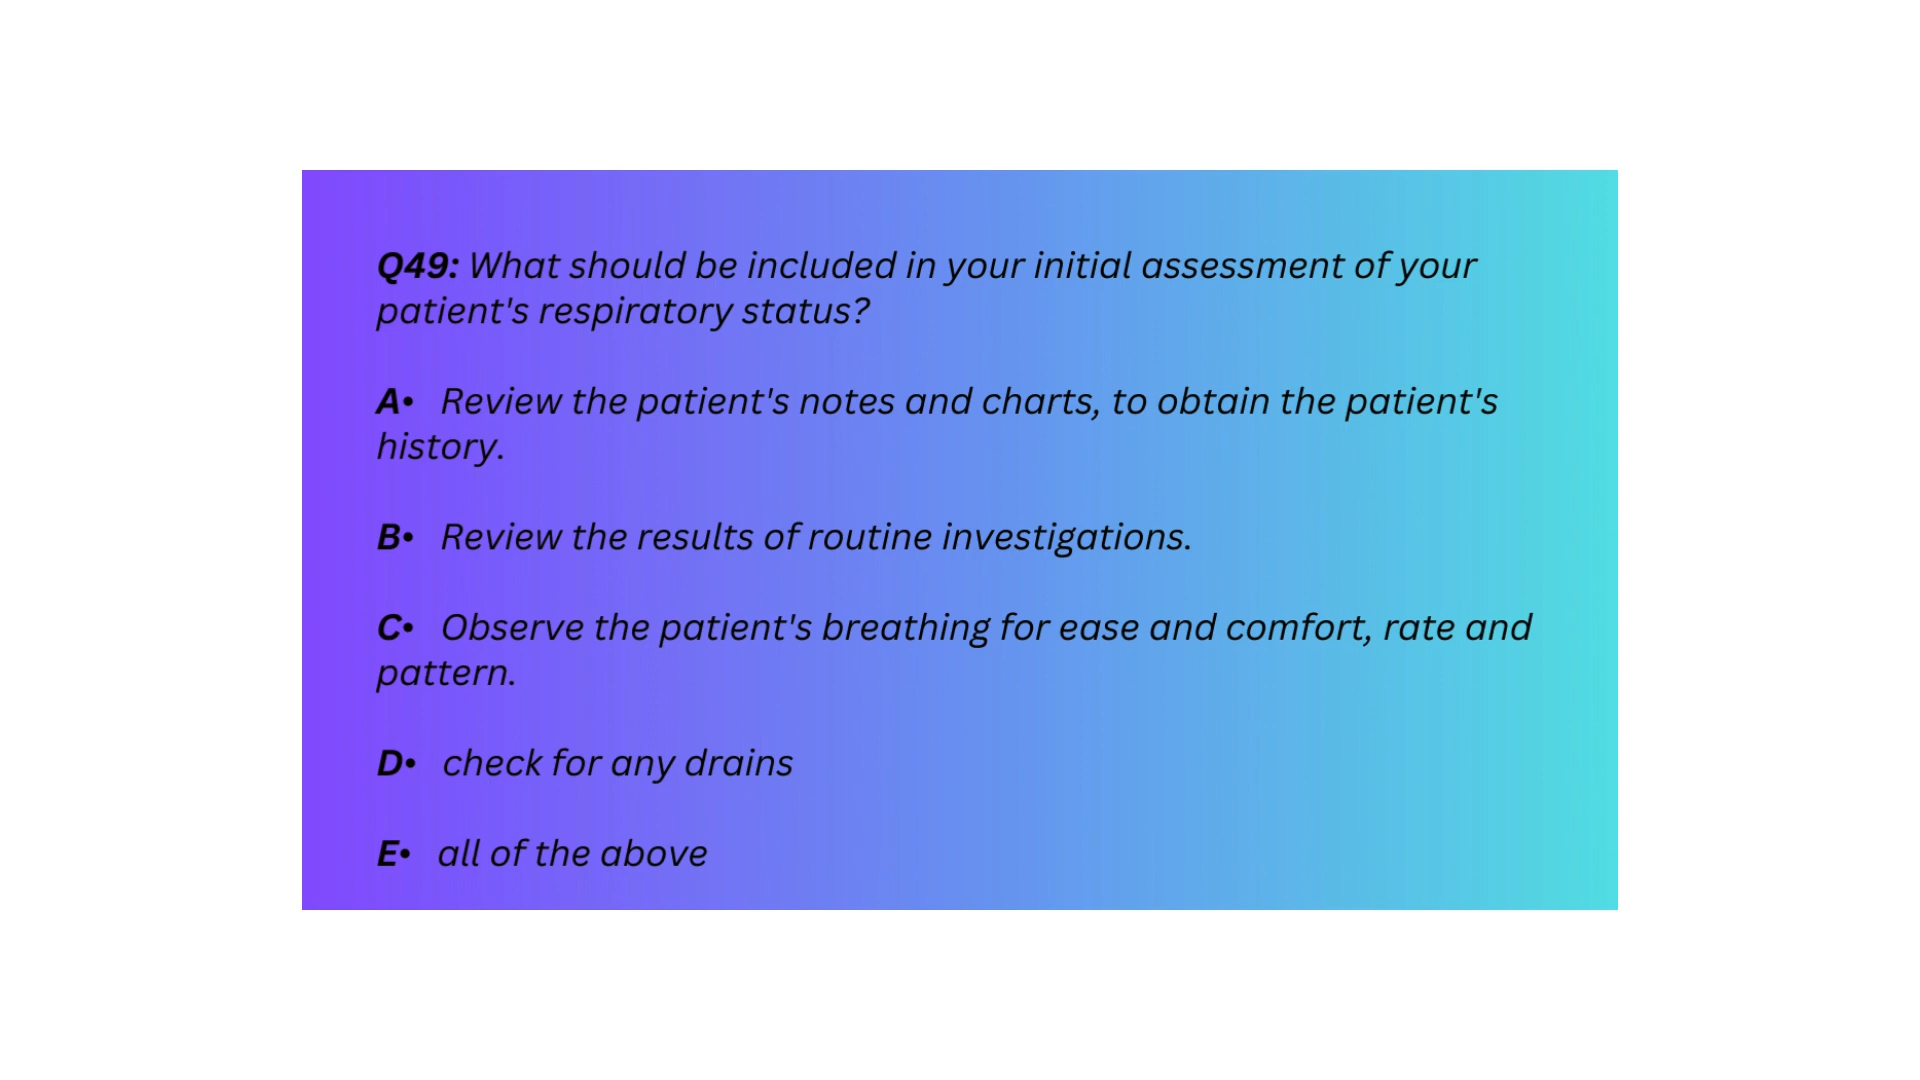 Q49: What should be included in your initial assessment of your
patient's respiratory status?
A• Review the patient's notes and charts, to obtain the patient's
history.
B• Review the results of routine investigations.
C• Observe the patient's breathing for ease and comfort, rate and
pattern.
D• check for any drains
E• all of the above